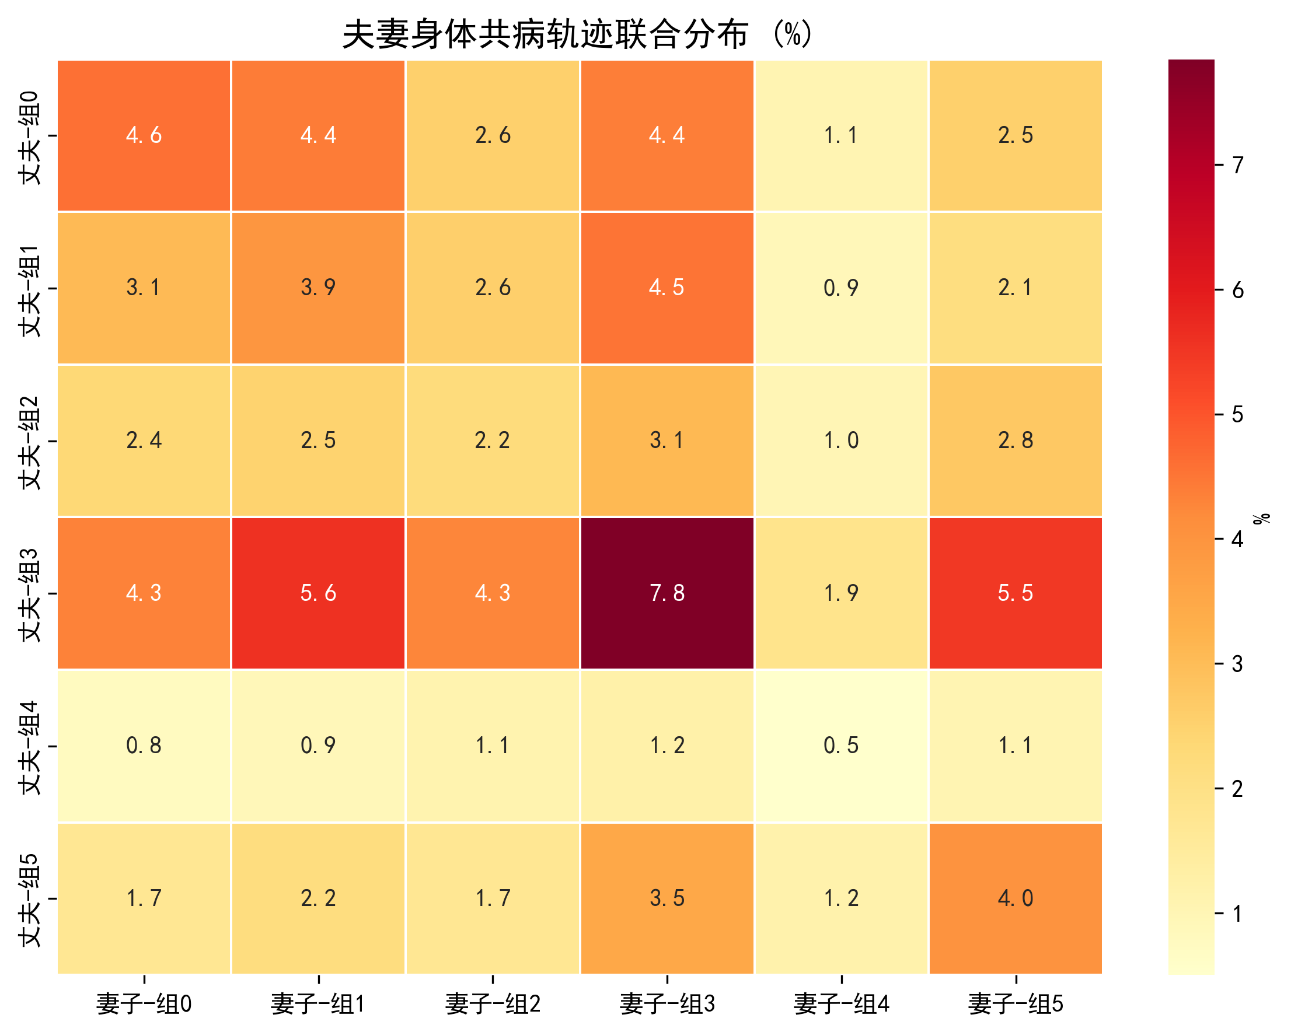 夫妻身体共病轨迹联合分布 (%)
丈夫-组0
4.6 4.4 2.6 4.4 1.1 2.5
丈夫-组1
3.1 3.9 2.6 4.5 0.9 2.1
丈夫-组2
2.4 2.5 2.2 3.1 1.0 2.8
丈夫-组3
4.3 5.6 4.3 7.8 1.9 5.5
丈夫-组4
0.8 0.9 1.1 1.2 0.5 1.1
丈夫-组5
1.7 2.2 1.7 3.5 1.2 4.0
妻子-组0 妻子-组1 妻子-组2 妻子-组3 妻子-组4 妻子-组5
7
6
5
4
3
2
1
%